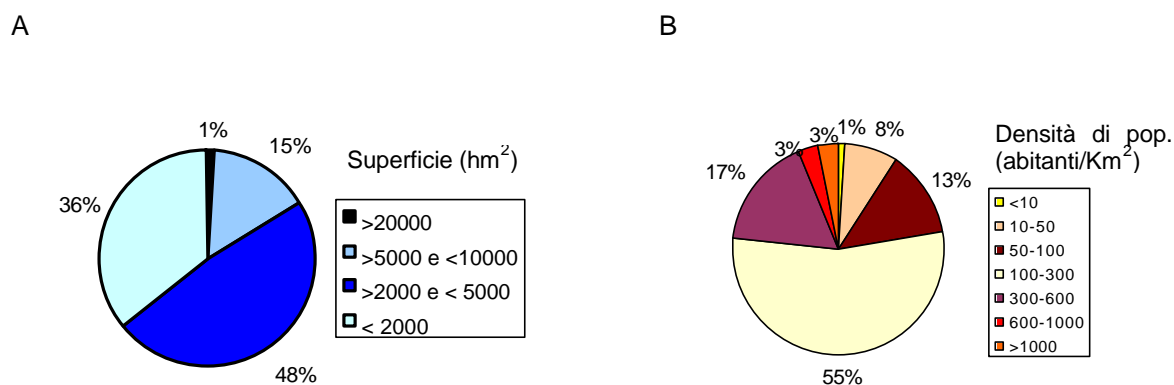 A
1%
15%
36%
48%
Superficie (hm²)
>20000
>5000 e <10000
>2000 e < 5000
< 2000
B
3%
3%
1%
8%
17%
13%
55%
Densità di pop.
(abitanti/Km²)
<10
10-50
50-100
100-300
300-600
600-1000
>1000